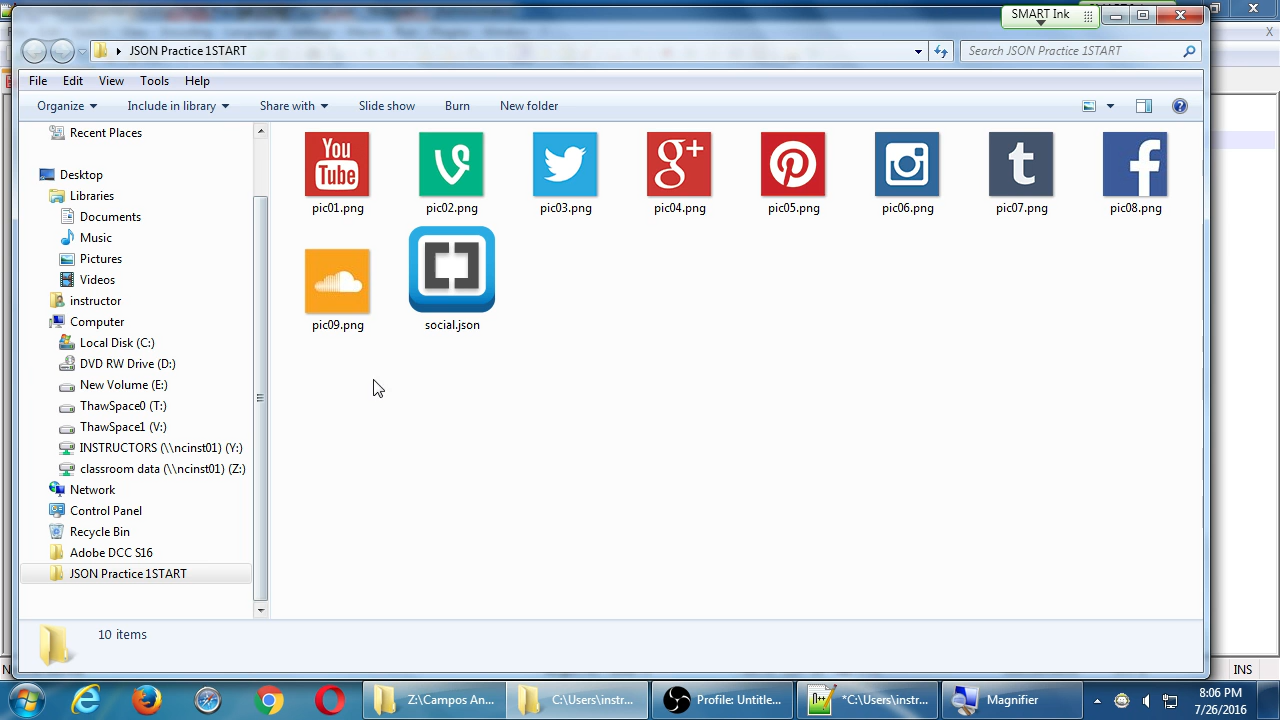 SMART Ink
JSON Practice 1START
Search JSON Practice 1START
File Edit View Tools Help
Organize Include in library Share with Slide show Burn New folder
Recent Places
Desktop
Libraries
Documents
Music
Pictures
Videos
instructor
Computer
Local Disk (C:)
DVD RW Drive (D:)
New Volume (E:)
ThawSpace0 (T:)
ThawSpace1 (V:)
INSTRUCTORS (\\ncinst01) (Y:)
classroom data (\\ncinst01) (Z:)
Network
Control Panel
Recycle Bin
Adobe DCC S16
JSON Practice 1START
You
Tube
g+
t
f
pic01.png pic02.png pic03.png pic04.png pic05.png pic06.png pic07.png pic08.png
pic09.png social.json
10 items
INS
Z:\Campos An... C:\Users\instr... Profile: Untitle... *C:\Users\instr... Magnifier
8:06 PM
7/26/2016